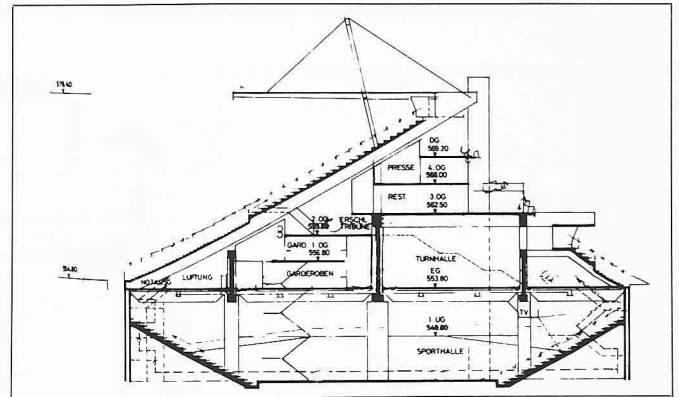 576.40
DG
569.20
PRESSE
4. OG
566.00
REST.
3. OG
562.50
2. OG
559.80
ERSCHL
TRIBÜNE
GARD
1 OG
556.80
TURNHALLE
554.80
NOTAUSG
LÜFTUNG
GARDEROBEN
EG
553.80
TV
1 UG
548.80
SPORTHALLE